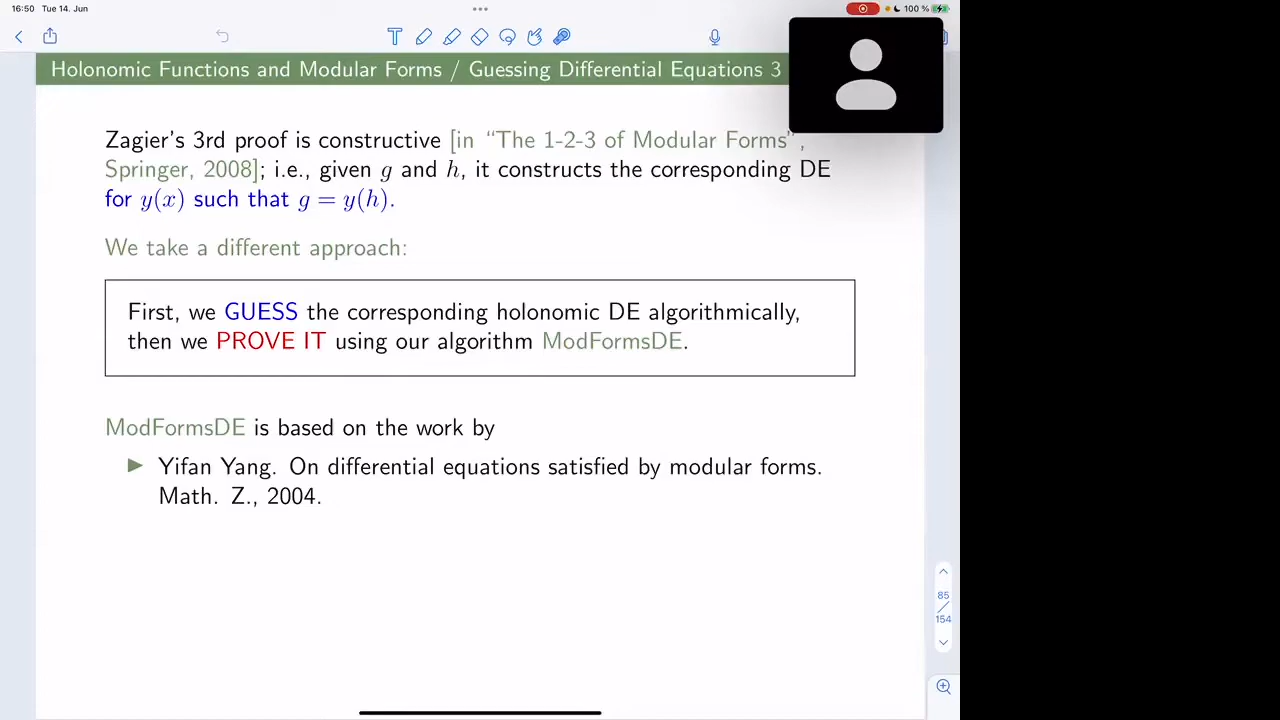 16:50 Tue 14. Jun
100 %
Holonomic Functions and Modular Forms / Guessing Differential Equations 3
Zagier's 3rd proof is constructive [in "The 1-2-3 of Modular Forms",
Springer, 2008]; i.e., given g and h, it constructs the corresponding DE
for y(x) such that g = y(h).
We take a different approach:
First, we GUESS the corresponding holonomic DE algorithmically,
then we PROVE IT using our algorithm ModFormsDE.
ModFormsDE is based on the work by
▶ Yifan Yang. On differential equations satisfied by modular forms.
Math. Z., 2004.
85
/
154